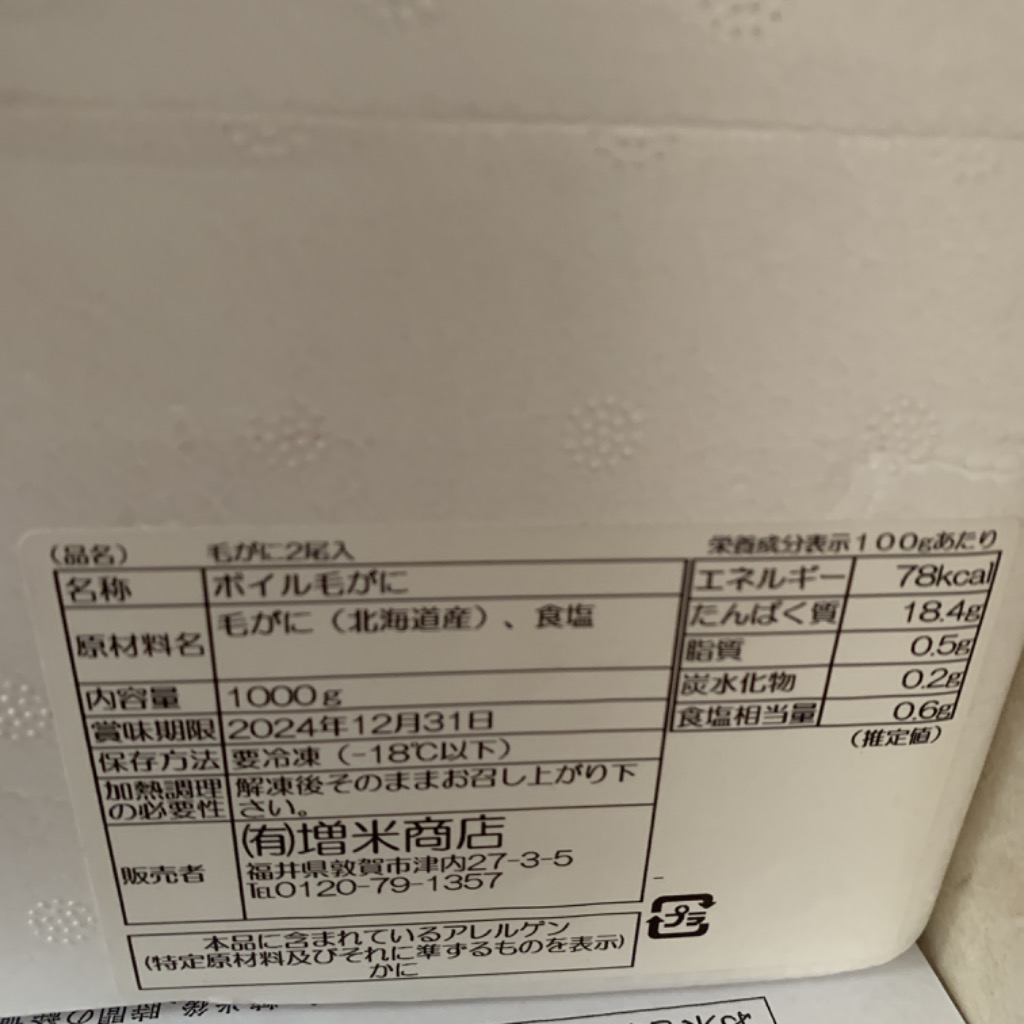 (品名) 毛がに2尾入
名称 ボイル毛がに
原材料名 毛がに（北海道産）、食塩
内容量 1000g
賞味期限 2024年12月31日
保存方法 要冷凍（-18℃以下）
加熱調理の必要性 解凍後そのままお召し上がり下
さい。
販売者 (有)増米商店
福井県敦賀市津内27-3-5
℡0120-79-1357
本品に含まれているアレルゲン
(特定原材料及びそれに準ずるものを表示)
かに
栄養成分表示100gあたり
エネルギー 78kcal
たんぱく質 18.4g
脂質 0.5g
炭水化物 0.2g
食塩相当量 0.6g
(推定値)
プラ